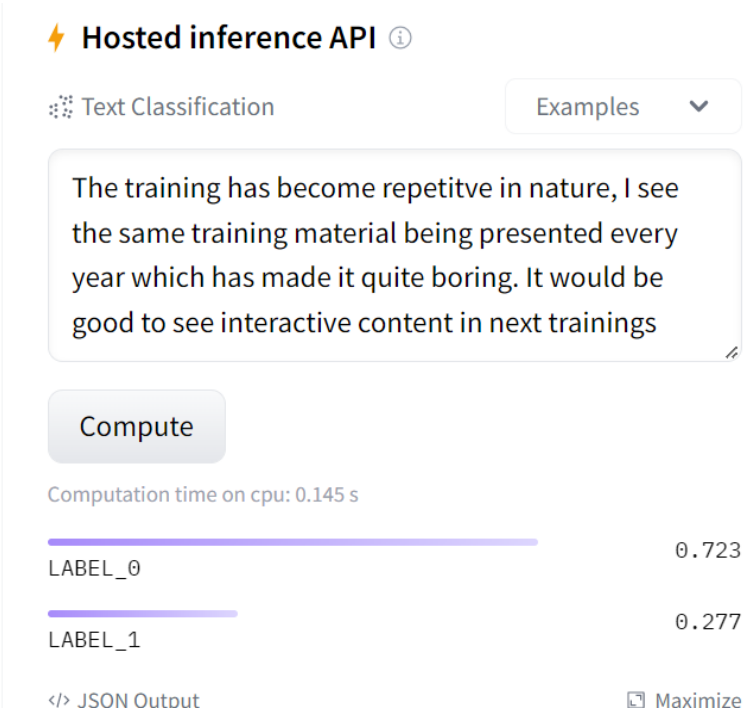 Hosted inference API
Text Classification
Examples
The training has become repetitve in nature, I see
the same training material being presented every
year which has made it quite boring. It would be
good to see interactive content in next trainings
Compute
Computation time on cpu: 0.145 s
0.723
LABEL_0
0.277
LABEL_1
</> JSON Output
Maximize